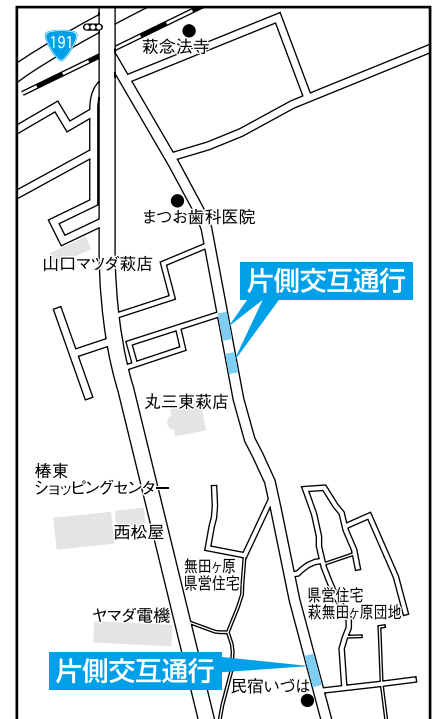 191
萩念法寺
まつお歯科医院
山口マツダ萩店
片側交互通行
丸三東萩店
椿東
ショッピングセンター
西松屋
無田ヶ原
県営住宅
県営住宅
萩無田ヶ原団地
ヤマダ電機
片側交互通行
民宿いづは